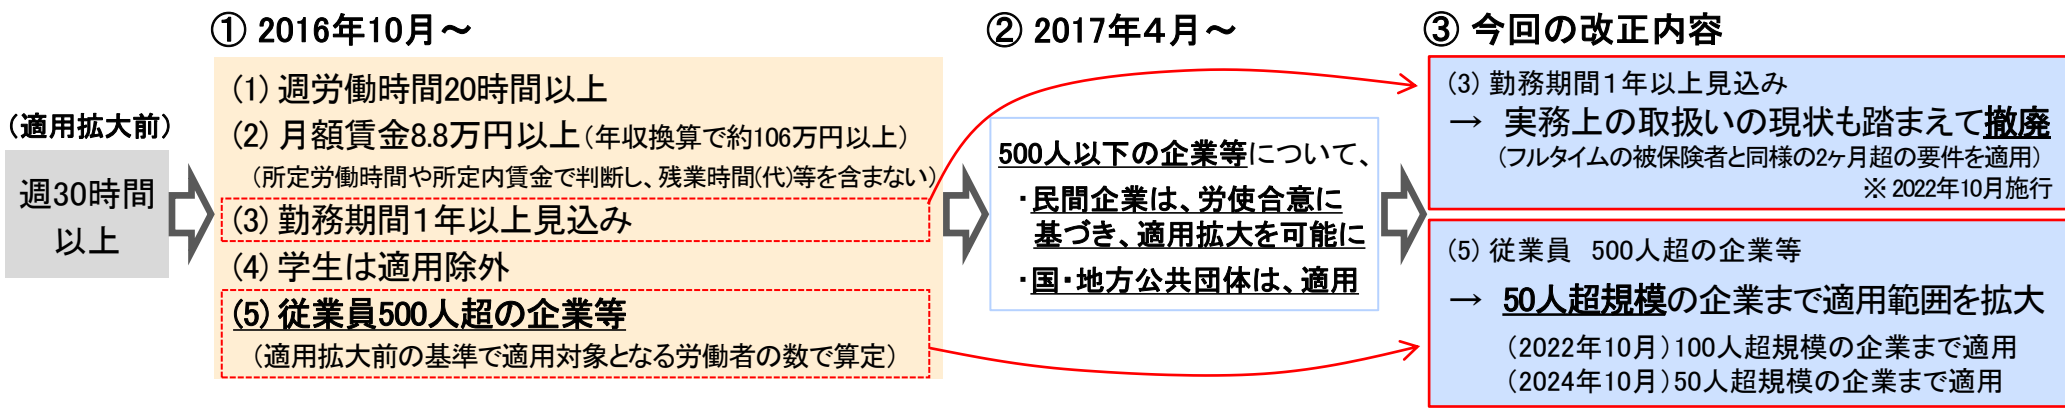 (適用拡大前)
週30時間
以上
① 2016年10月～
(1) 週労働時間20時間以上
(2) 月額賃金8.8万円以上(年収換算で約106万円以上)
(所定労働時間や所定内賃金で判断し、残業時間(代)等を含まない)
(3) 勤務期間１年以上見込み
(4) 学生は適用除外
(5) 従業員500人超の企業等
(適用拡大前の基準で適用対象となる労働者の数で算定)
② 2017年４月～
500人以下の企業等について、
・民間企業は、労使合意に
基づき、適用拡大を可能に
・国・地方公共団体は、適用
③ 今回の改正内容
(3) 勤務期間１年以上見込み
→ 実務上の取扱いの現状も踏まえて撤廃
(フルタイムの被保険者と同様の2ヶ月超の要件を適用)
※ 2022年10月施行
(5) 従業員　500人超の企業等
→ 50人超規模の企業まで適用範囲を拡大
(2022年10月)100人超規模の企業まで適用
(2024年10月)50人超規模の企業まで適用